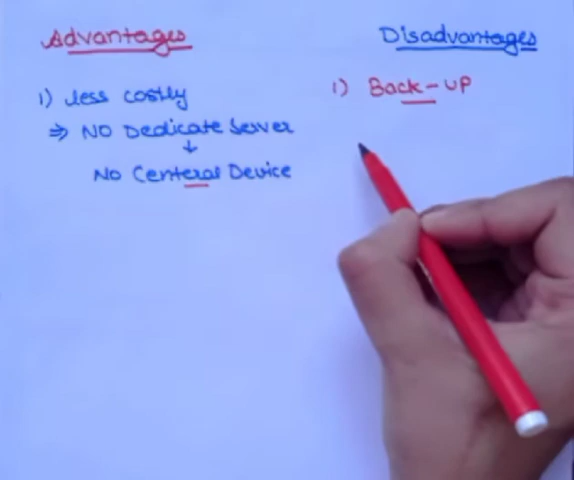 Advantages
1) less costly
⇒ NO Dedicate Server
↓
NO Centeral Device
Disadvantages
1) Back-UP